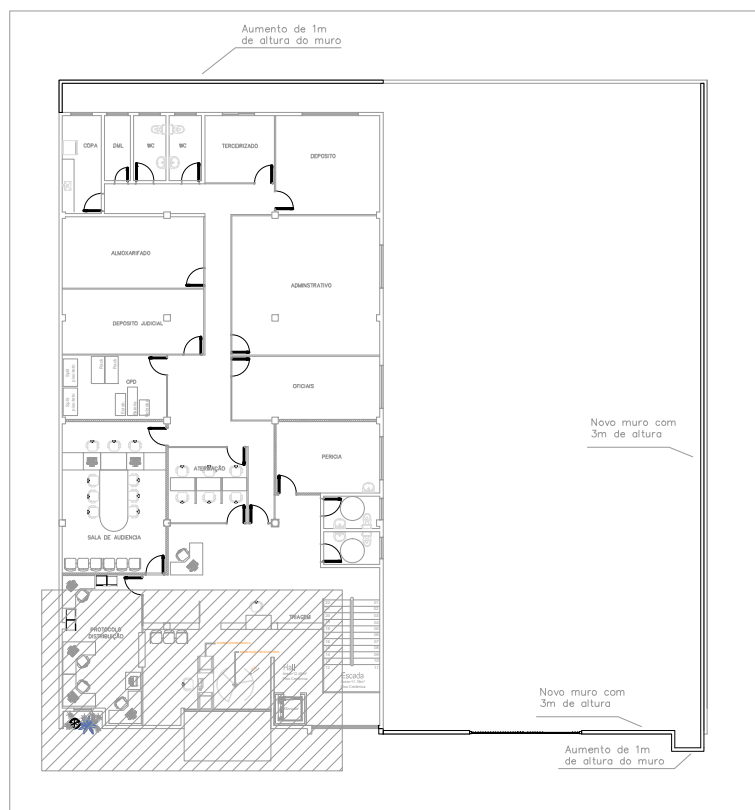 Aumento de 1m
de altura do muro
COPA
DML
WC
WC
TERCEIRIZADO
DEPOSITO
ALMOXARIFADO
ADMINSTRATIVO
DEPOSITO JUDICIAL
CPD
OFICIAIS
Novo muro com
3m de altura
PERICIA
ATERMAÇÃO
SALA DE AUDIENCIA
PROTOCOLO
DISTRIBUIÇÃO
TRIAGEM
Hall
Escada
Novo muro com
3m de altura
Aumento de 1m
de altura do muro